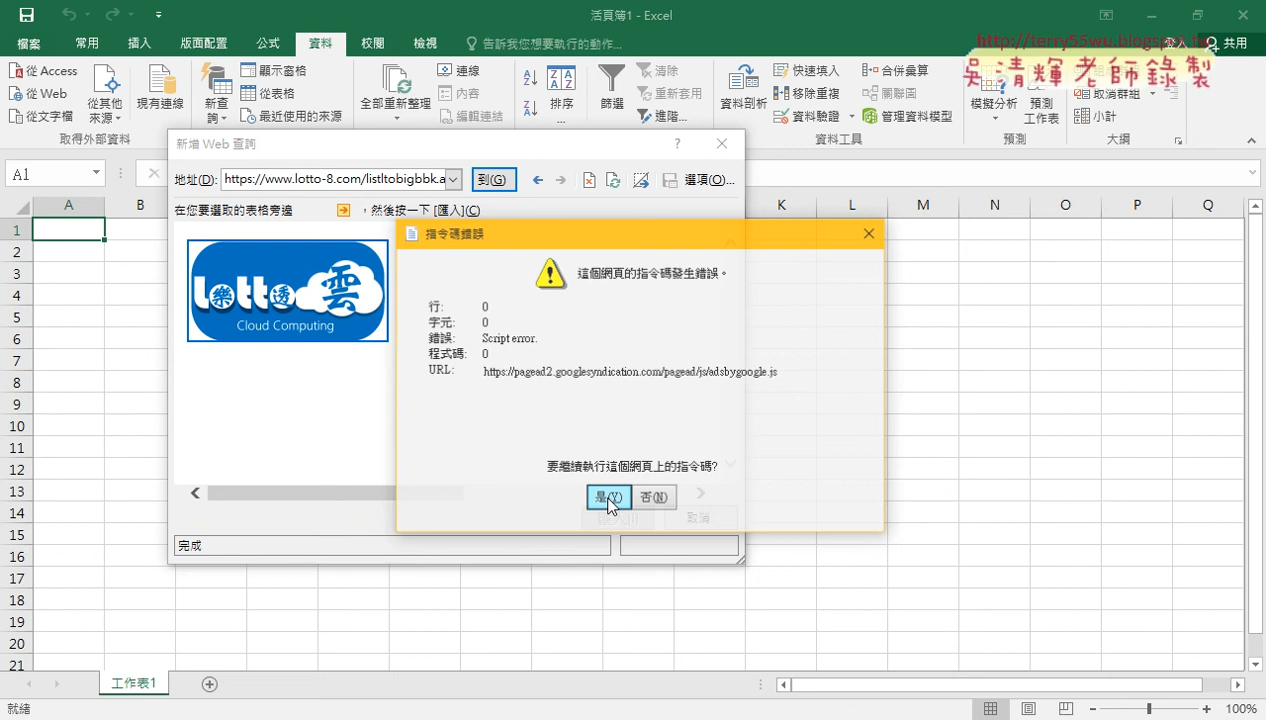 活頁簿1 - Excel
http://terry55wu.blogspot.tw
吳清輝老師錄製
檔案 常用 插入 版面配置 公式 資料 校閱 檢視 告訴我您想要執行的動作... 登入 共用
從 Access
從 Web
從文字檔
從其他來源
現有連線
取得外部資料
新查詢
顯示查詢
從表格
最近使用的來源
全部重新整理
連線
內容
編輯連結
排序
篩選
清除
重新套用
進階...
資料剖析
快速填入
移除重複
資料驗證
合併彙算
關聯圖
管理資料模型
資料工具
模擬分析
預測工作表
預測
取消群組
小計
大綱
A1
新增 Web 查詢
地址(D): https://www.lotto-8.com/listltobigbbk.a 到(G) 選項(O)...
在您要選取的表格旁邊 ，然後按一下 [匯入](C)
lotto 樂透 雲
Cloud Computing
指令碼錯誤
這個網頁的指令碼發生錯誤。
行: 0
字元: 0
錯誤: Script error.
程式碼: 0
URL: https://pagead2.googlesyndication.com/pagead/js/adsbygoogle.js
要繼續執行這個網頁上的指令碼?
是(Y) 否(N)
取消
完成
A B K L M N O P Q
1
2
3
4
5
6
7
8
9
10
11
12
13
14
15
16
17
18
19
20
21
工作表1
就緒
100%